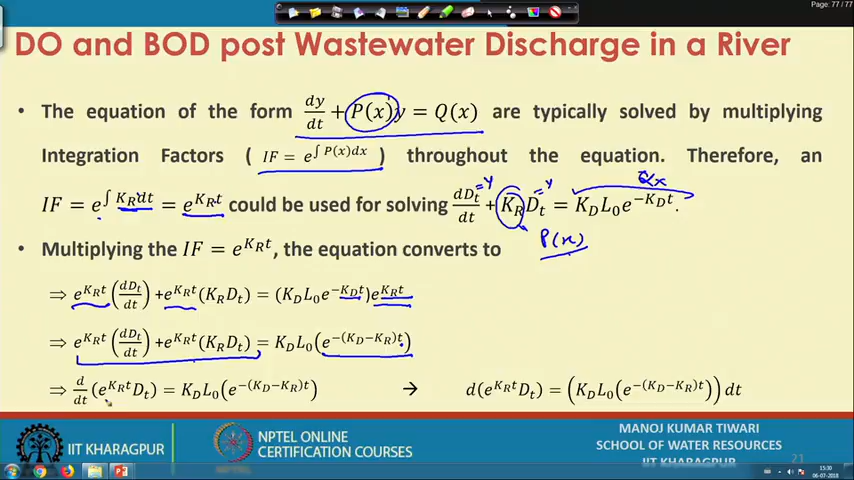 Page: 77 / 77
DO and BOD post Wastewater Discharge in a River
• The equation of the form dy/dt + P(x)y = Q(x) are typically solved by multiplying
Integration Factors ( IF = e^∫P(x)dx ) throughout the equation. Therefore, an
Qx
=y =y
IF = e^∫K_R dt = e^(K_R t) could be used for solving dD_t/dt + K_R D_t = K_D L_0 e^(−K_D t).
P(x)
• Multiplying the IF = e^(K_R t), the equation converts to
⇒ e^(K_R t) (dD_t/dt) + e^(K_R t) (K_R D_t) = (K_D L_0 e^(−K_D t)) e^(K_R t)
⇒ e^(K_R t) (dD_t/dt) + e^(K_R t) (K_R D_t) = K_D L_0 (e^(−(K_D−K_R)t)
⇒ d/dt (e^(K_R t) D_t) = K_D L_0 (e^(−(K_D−K_R)t)) → d(e^(K_R t) D_t) = (K_D L_0 (e^(−(K_D−K_R)t)) dt
IIT KHARAGPUR
NPTEL ONLINE
CERTIFICATION COURSES
MANOJ KUMAR TIWARI
SCHOOL OF WATER RESOURCES
IIT KHARAGPUR
21
15:30
06-07-2018